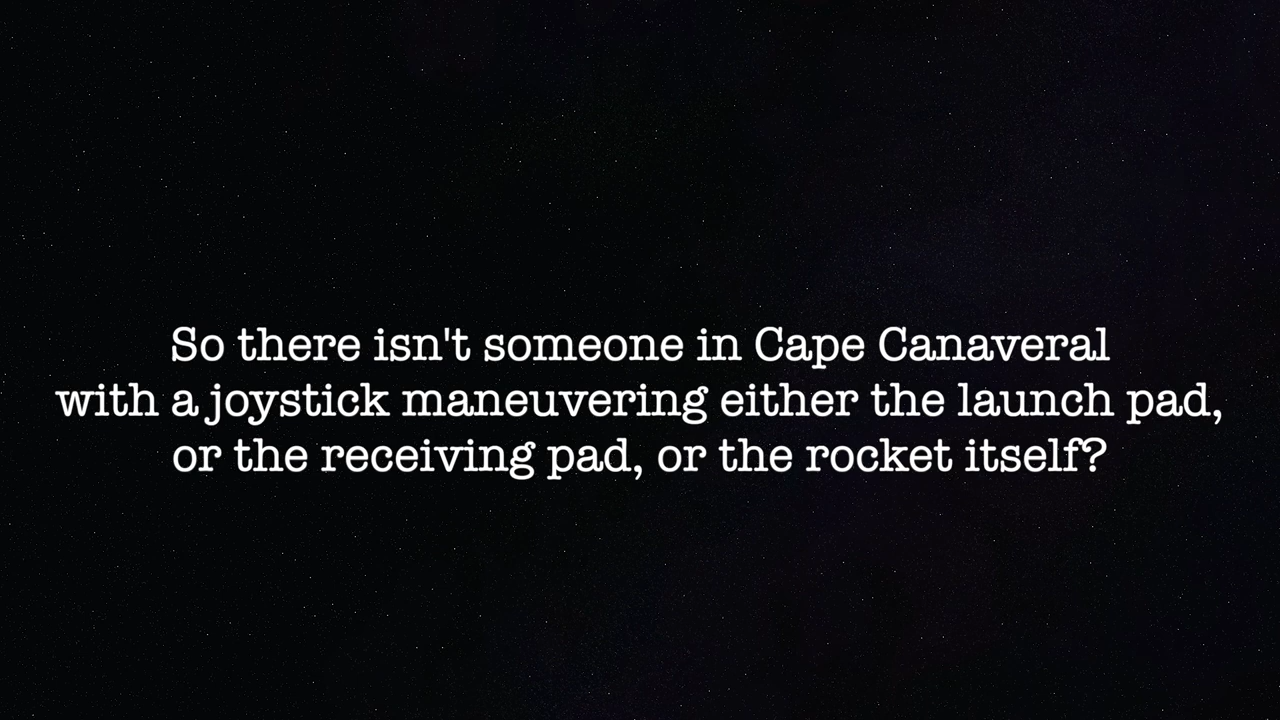 So there isn't someone in Cape Canaveral
with a joystick maneuvering either the launch pad,
or the receiving pad, or the rocket itself?